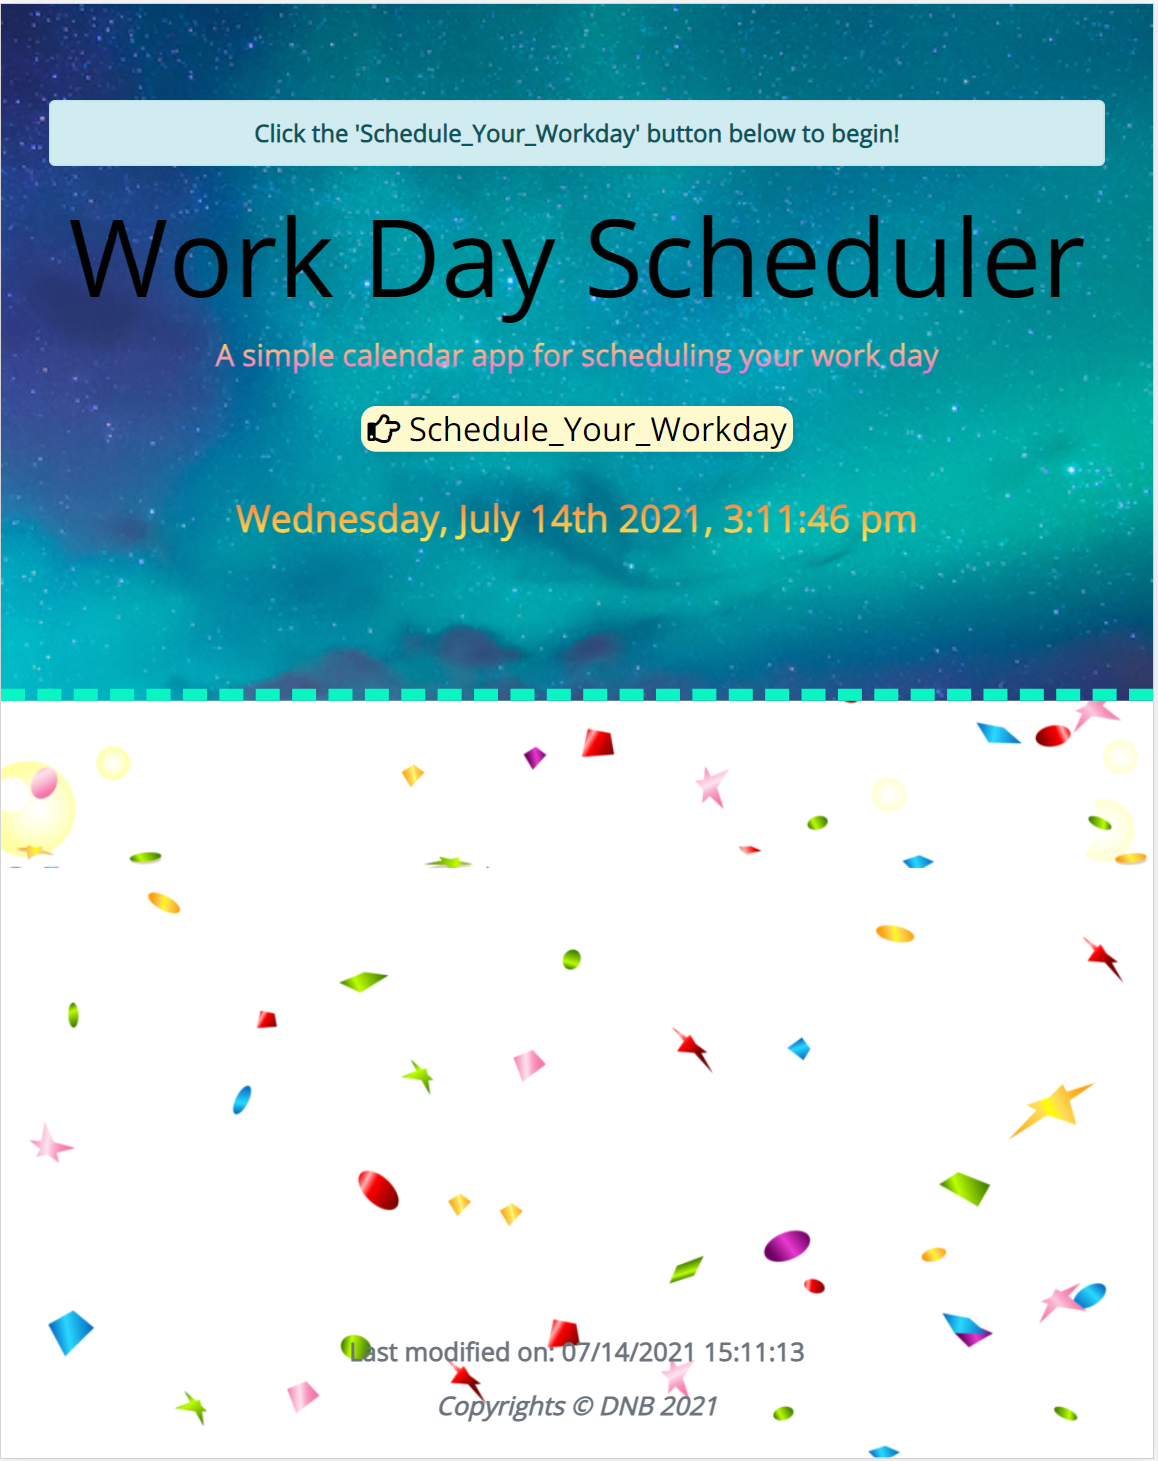 Click the 'Schedule_Your_Workday' button below to begin!
Work Day Scheduler
A simple calendar app for scheduling your work day
Schedule_Your_Workday
Wednesday, July 14th 2021, 3:11:46 pm
Last modified on: 07/14/2021 15:11:13
Copyrights © DNB 2021